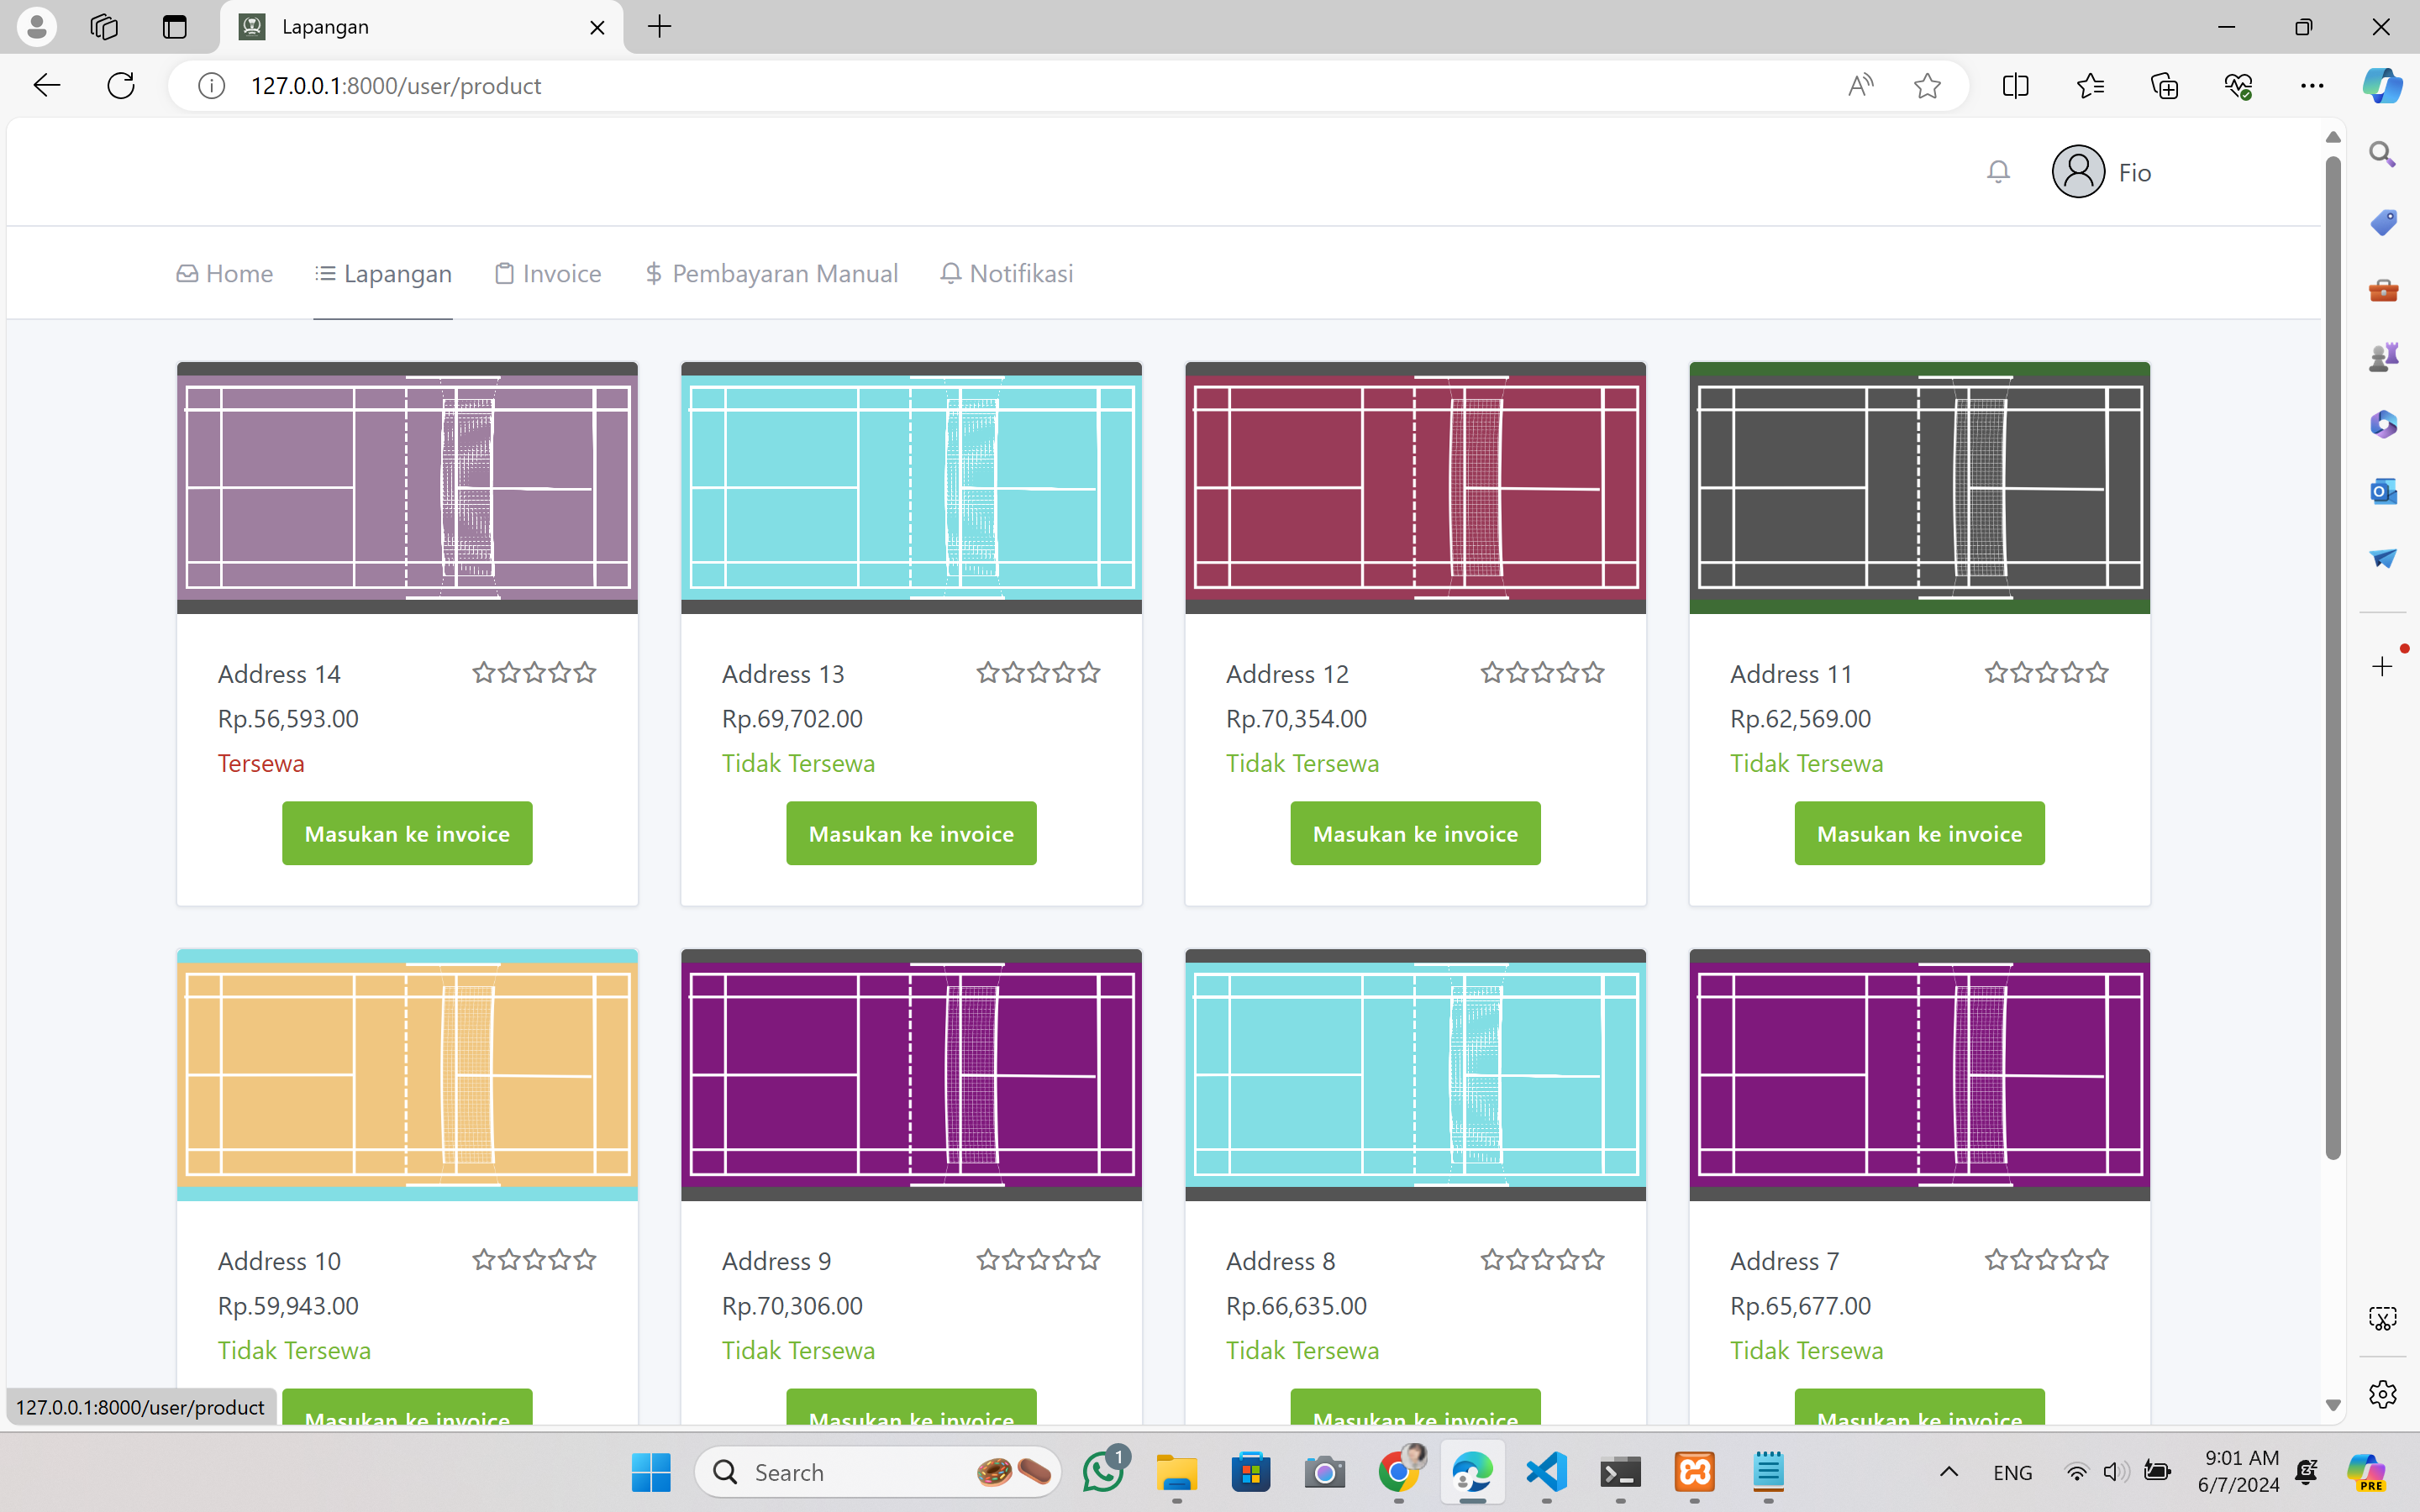 Lapangan
127.0.0.1:8000/user/product
Fio
Home Lapangan Invoice Pembayaran Manual Notifikasi
Address 14
Rp.56,593.00
Tersewa
Masukan ke invoice
Address 13
Rp.69,702.00
Tidak Tersewa
Masukan ke invoice
Address 12
Rp.70,354.00
Tidak Tersewa
Masukan ke invoice
Address 11
Rp.62,569.00
Tidak Tersewa
Masukan ke invoice
Address 10
Rp.59,943.00
Tidak Tersewa
Masukan ke invoice
Address 9
Rp.70,306.00
Tidak Tersewa
Masukan ke invoice
Address 8
Rp.66,635.00
Tidak Tersewa
Masukan ke invoice
Address 7
Rp.65,677.00
Tidak Tersewa
Masukan ke invoice
127.0.0.1:8000/user/product
Search
1
ENG
9:01 AM
6/7/2024
PRE